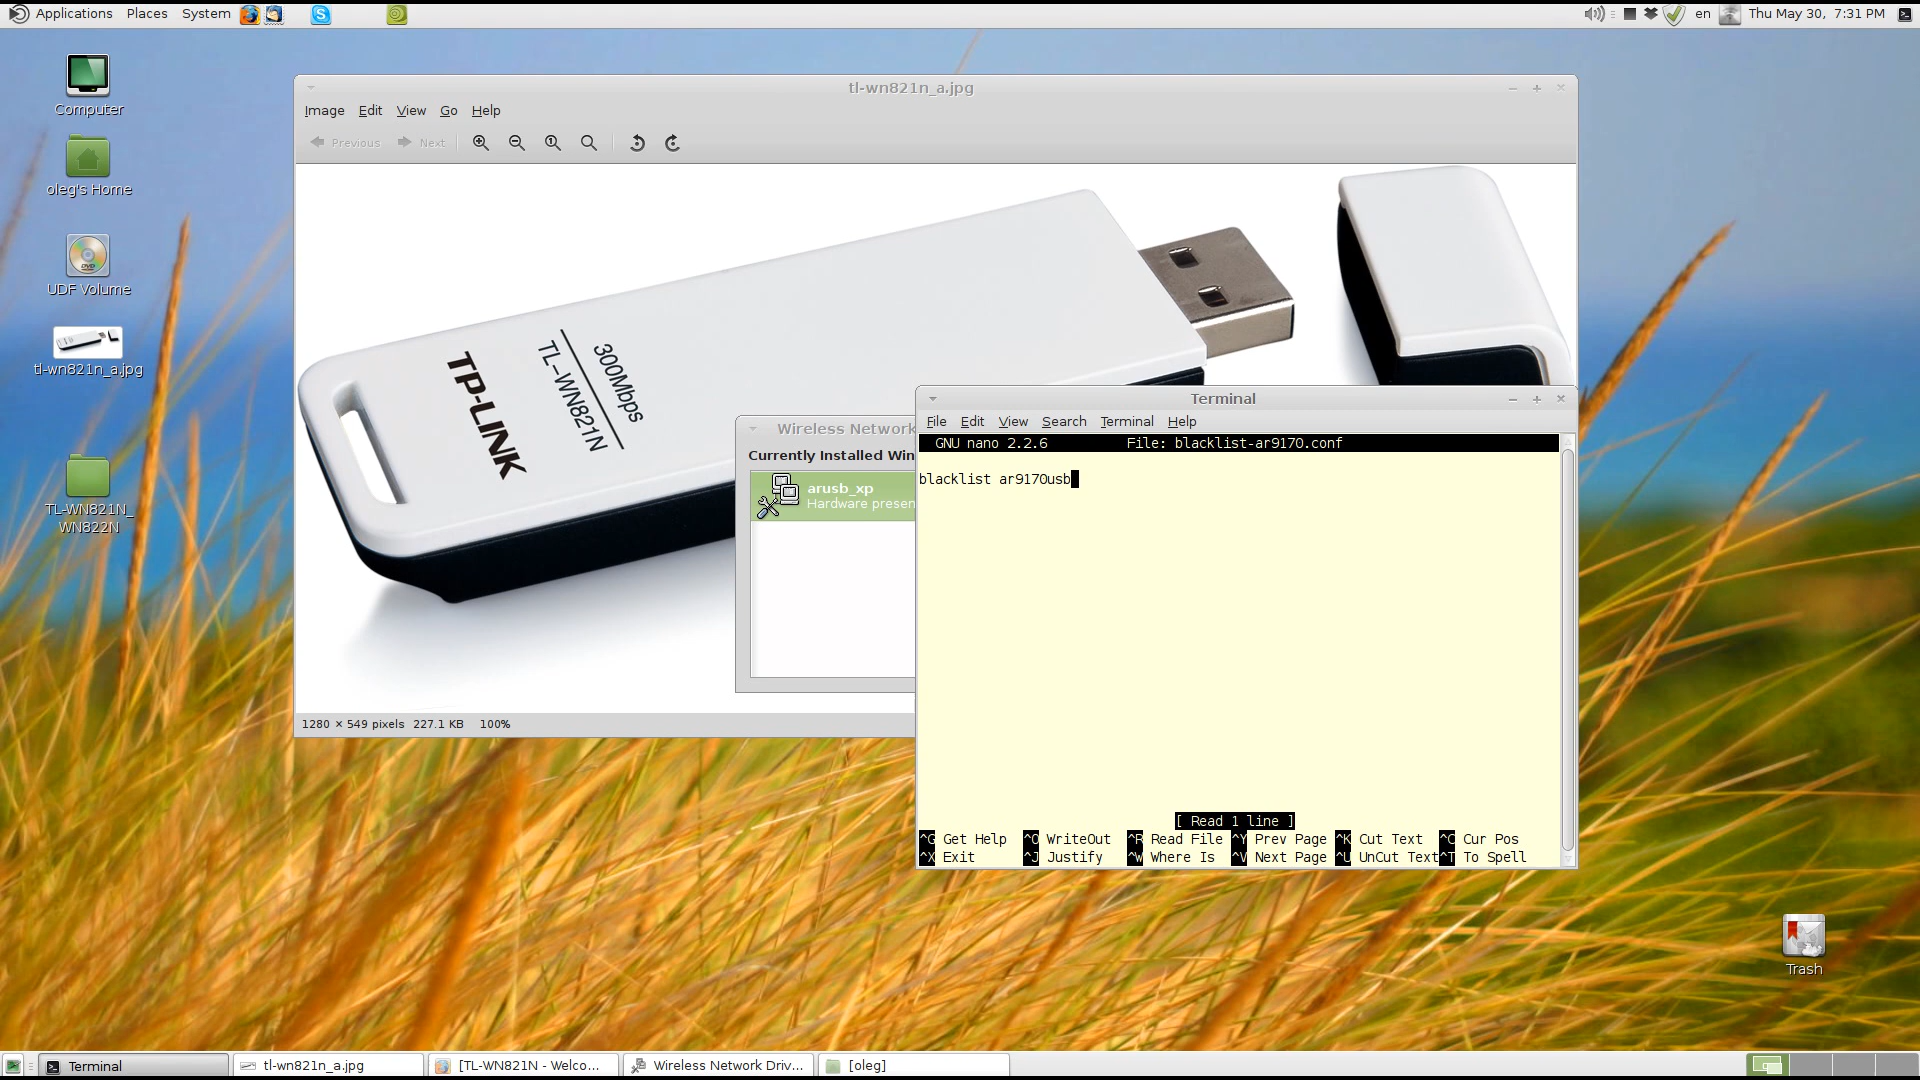 Applications Places System en Thu May 30, 7:31 PM
Computer
oleg's Home
DVD
UDF Volume
tl-wn821n_a.jpg
TL-WN821N_
WN822N
tl-wn821n_a.jpg
Image Edit View Go Help
Previous Next
TP-LINK
TL-WN821N
300Mbps
1280 × 549 pixels 227.1 KB 100%
Wireless Network
Currently Installed Win
arusb_xp
Hardware presen
Terminal
File Edit View Search Terminal Help
GNU nano 2.2.6 File: blacklist-ar9170.conf
blacklist ar9170usb
[ Read 1 line ]
^G Get Help ^O WriteOut ^R Read File ^Y Prev Page ^K Cut Text ^C Cur Pos
^X Exit ^J Justify ^W Where Is ^V Next Page ^U UnCut Text ^T To Spell
Trash
Terminal tl-wn821n_a.jpg [TL-WN821N - Welco... Wireless Network Driv... [oleg]